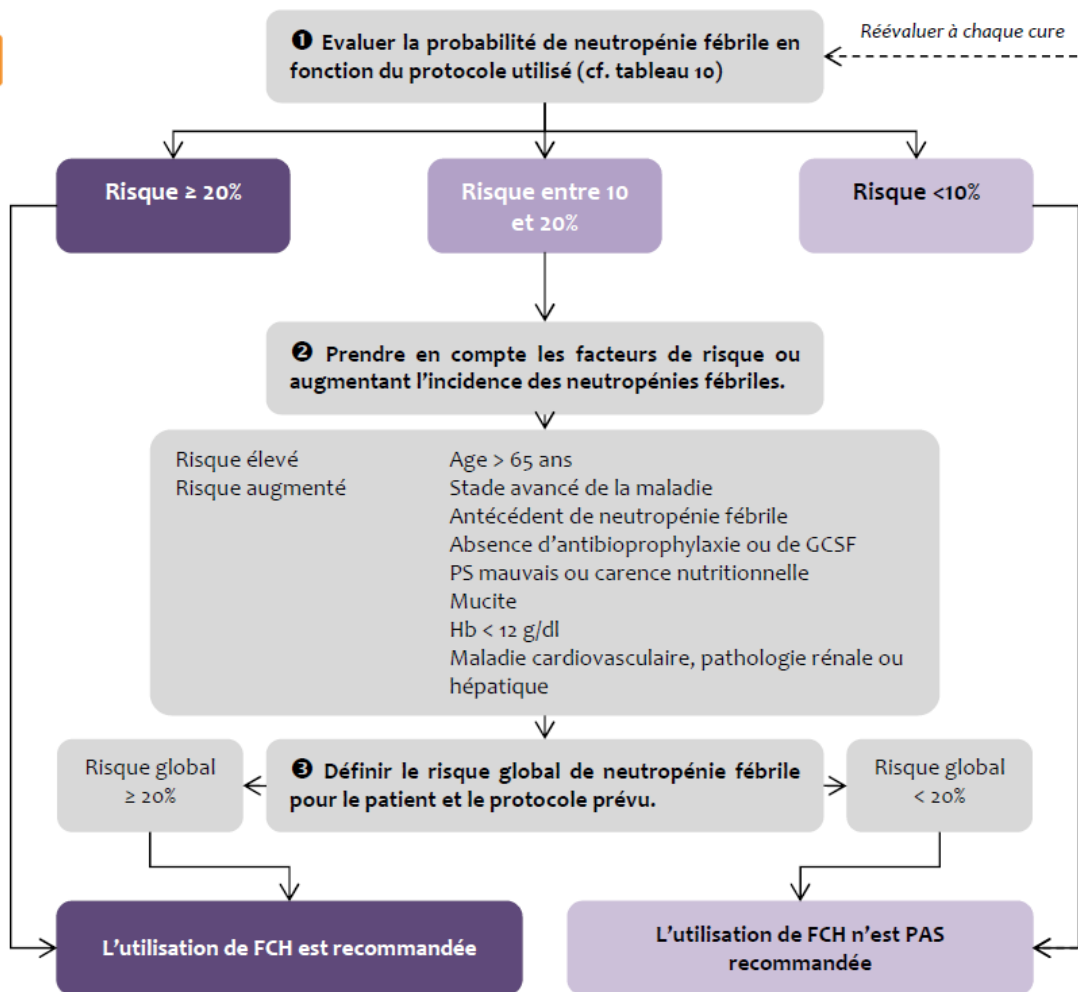 ❶ Evaluer la probabilité de neutropénie fébrile en
fonction du protocole utilisé (cf. tableau 10)
Réévaluer à chaque cure
Risque ≥ 20%
Risque entre 10
et 20%
Risque <10%
❷ Prendre en compte les facteurs de risque ou
augmentant l'incidence des neutropénies fébriles.
Risque élevé
Age > 65 ans
Risque augmenté
Stade avancé de la maladie
Antécédent de neutropénie fébrile
Absence d'antibioprophylaxie ou de GCSF
PS mauvais ou carence nutritionnelle
Mucite
Hb < 12 g/dl
Maladie cardiovasculaire, pathologie rénale ou
hépatique
Risque global
≥ 20%
❸ Définir le risque global de neutropénie fébrile
pour le patient et le protocole prévu.
Risque global
< 20%
L'utilisation de FCH est recommandée
L'utilisation de FCH n'est PAS
recommandée